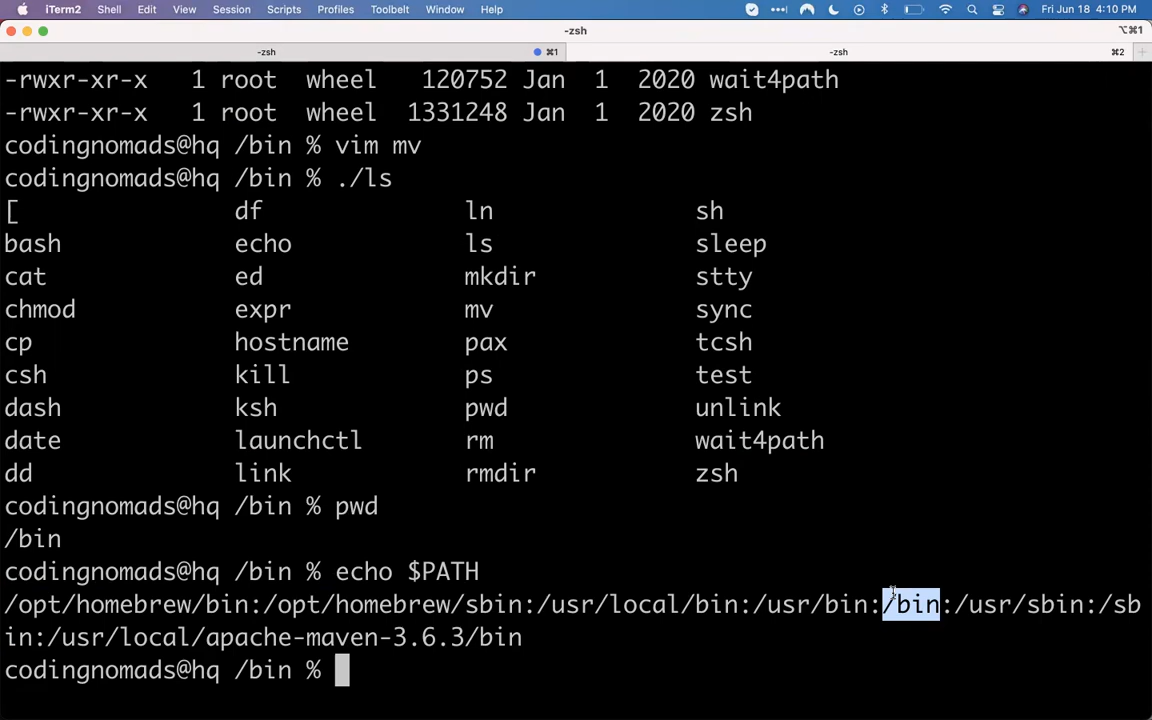 iTerm2 Shell Edit View Session Scripts Profiles Toolbelt Window Help Fri Jun 18 4:10 PM
-zsh ⌥⌘1
-zsh ⌘1 -zsh ⌘2
-rwxr-xr-x 1 root wheel 120752 Jan 1 2020 wait4path
-rwxr-xr-x 1 root wheel 1331248 Jan 1 2020 zsh
codingnomads@hq /bin % vim mv
codingnomads@hq /bin % ./ls
[ df ln sh
bash echo ls sleep
cat ed mkdir stty
chmod expr mv sync
cp hostname pax tcsh
csh kill ps test
dash ksh pwd unlink
date launchctl rm wait4path
dd link rmdir zsh
codingnomads@hq /bin % pwd
/bin
codingnomads@hq /bin % echo $PATH
/opt/homebrew/bin:/opt/homebrew/sbin:/usr/local/bin:/usr/bin:/bin:/usr/sbin:/sb
in:/usr/local/apache-maven-3.6.3/bin
codingnomads@hq /bin %